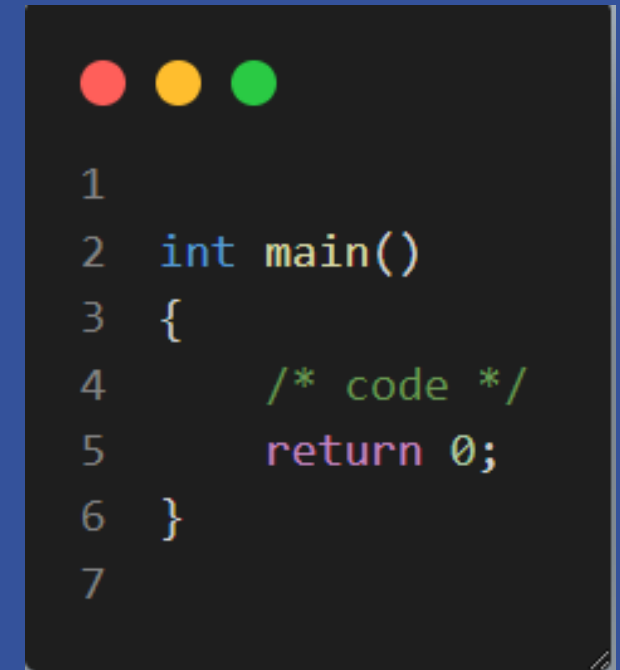 1
2 int main()
3 {
4     /* code */
5     return 0;
6 }
7